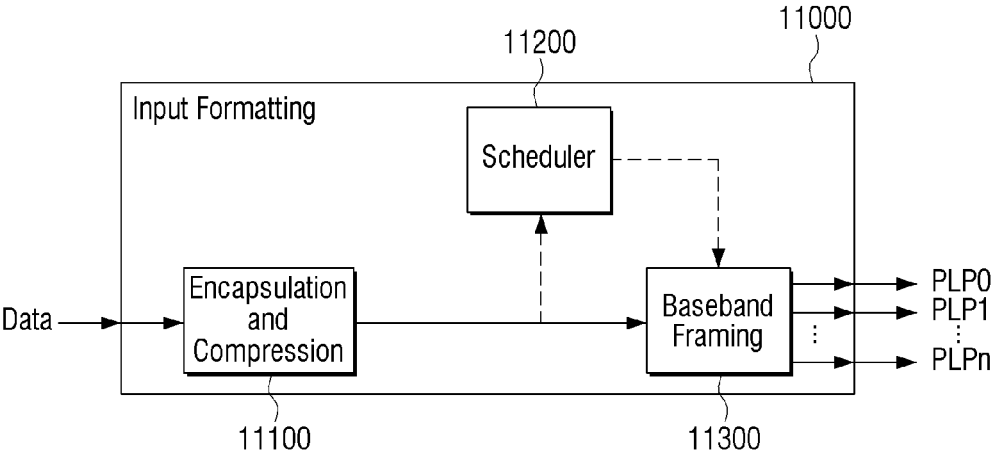 11000
11200
Input Formatting
Scheduler
Data
Encapsulation
and
Compression
Baseband
Framing
PLP0
PLP1
⋮
⋮
PLPn
11100
11300